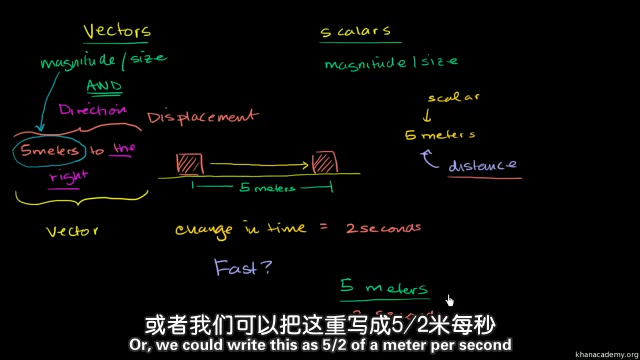 Vectors
magnitude/size
AND
Direction
Displacement
5meters to the
right
vector
scalars
magnitude/size
scalar
5 meters
distance
5 meters
change in time = 2 seconds
Fast?
5 meters
或者我们可以把这重写成5/2米每秒
Or, we could write this as 5/2 of a meter per second
khanacademy.org